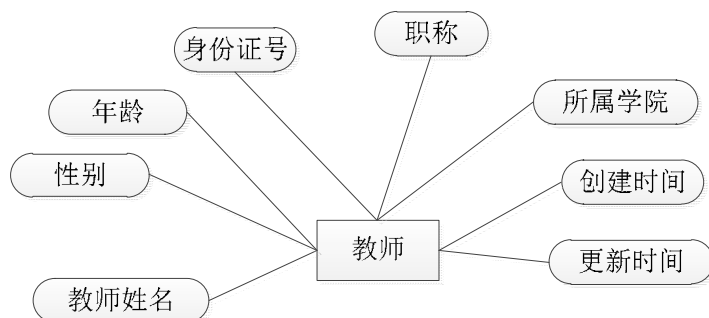 职称
身份证号
所属学院
年龄
性别
创建时间
教师
更新时间
教师姓名